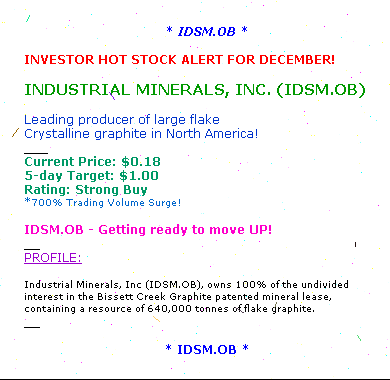 * IDSM.OB *
INVESTOR HOT STOCK ALERT FOR DECEMBER!
INDUSTRIAL MINERALS, INC. (IDSM.OB)
Leading producer of large flake
Crystalline graphite in North America!
Current Price: $0.18
5-day Target: $1.00
Rating: Strong Buy
*700% Trading Volume Surge!
IDSM.OB - Getting ready to move UP!
PROFILE:
Industrial Minerals, Inc (IDSM.OB), owns 100% of the undivided
interest in the Bissett Creek Graphite patented mineral lease,
containing a resource of 640,000 tonnes of flake graphite.
* IDSM.OB *